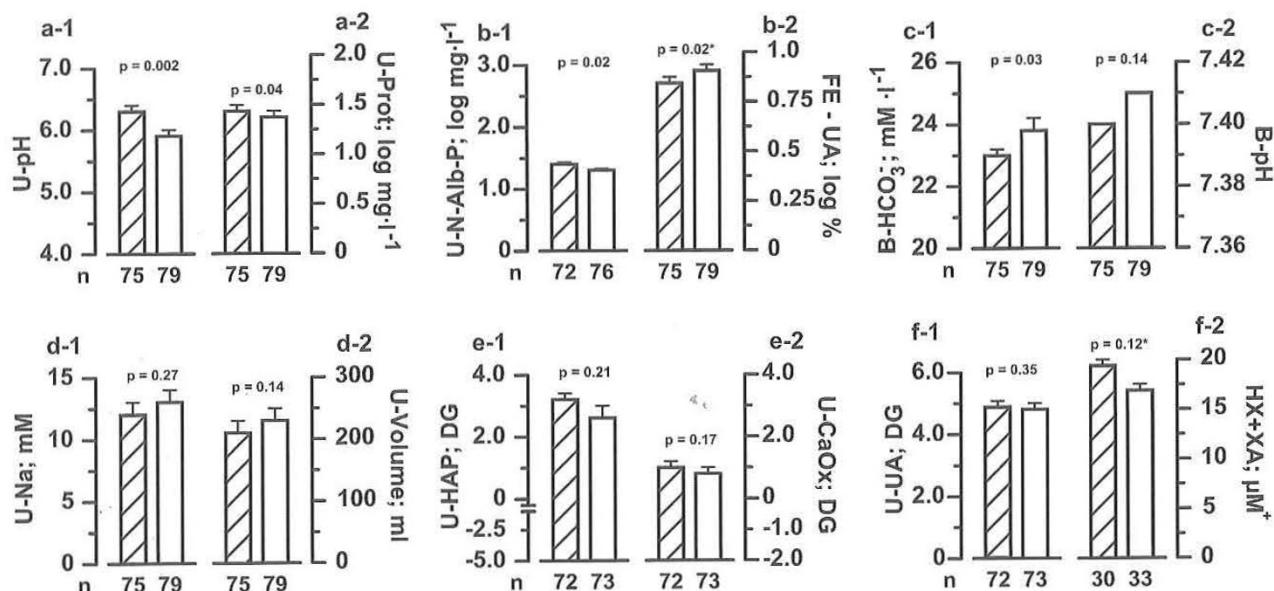 a-1
a-2
p = 0.002
p = 0.04
7.0
6.0
5.0
4.0
U-pH
2.0
1.5
1.0
0.5
0
U-Prot; log mg·l⁻¹
n
75 79
75 79
b-1
b-2
p = 0.02
p = 0.02*
3.0
2.0
1.0
0
U-N-Alb-P; log mg·l⁻¹
1.0
0.75
0.5
0.25
0
FE - UA; log %
72 76
75 79
c-1
c-2
p = 0.03
p = 0.14
26
24
22
20
B-HCO₃⁻; mM ·l⁻¹
7.42
7.40
7.38
7.36
B-pH
n
75 79
75 79
d-1
d-2
p = 0.27
p = 0.14
15
10
5
0
U-Na; mM
300
200
100
0
U-Volume; ml
n
75 79
75 79
e-1
e-2
p = 0.21
p = 0.17
4.0
2.0
0
-2.5
-5.0
U-HAP; DG
4.0
2.0
0
-1.0
-2.0
U-CaOx; DG
n
72 73
72 73
f-1
f-2
p = 0.35
p = 0.12*
6.0
4.0
2.0
0
U-UA; DG
20
15
10
5
0
HX+XA; µM⁺
n
72 73
30 33